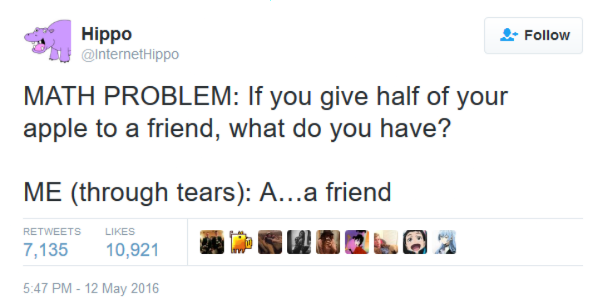 Hippo
@InternetHippo
Follow
MATH PROBLEM: If you give half of your
apple to a friend, what do you have?
ME (through tears): A…a friend
RETWEETS LIKES
7,135 10,921
5:47 PM - 12 May 2016